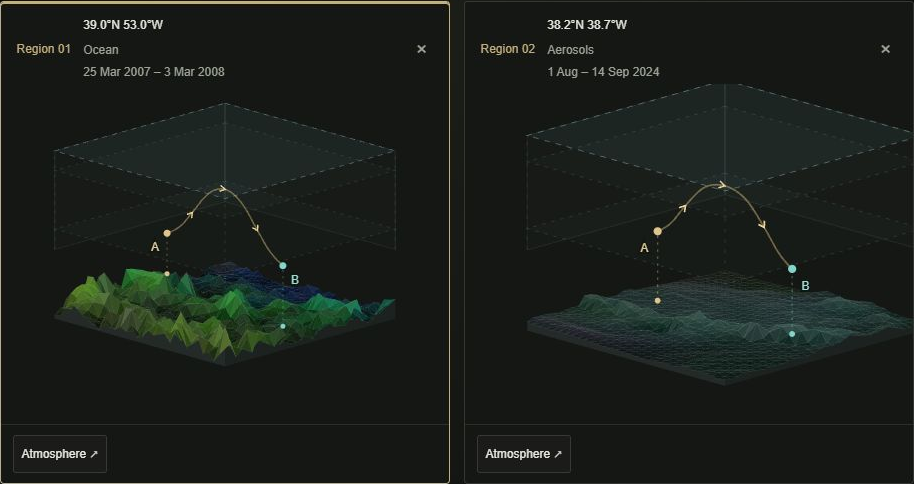 39.0°N 53.0°W
Region 01 Ocean
25 Mar 2007 – 3 Mar 2008
A
B
Atmosphere ↗
38.2°N 38.7°W
Region 02 Aerosols
1 Aug – 14 Sep 2024
A
B
Atmosphere ↗